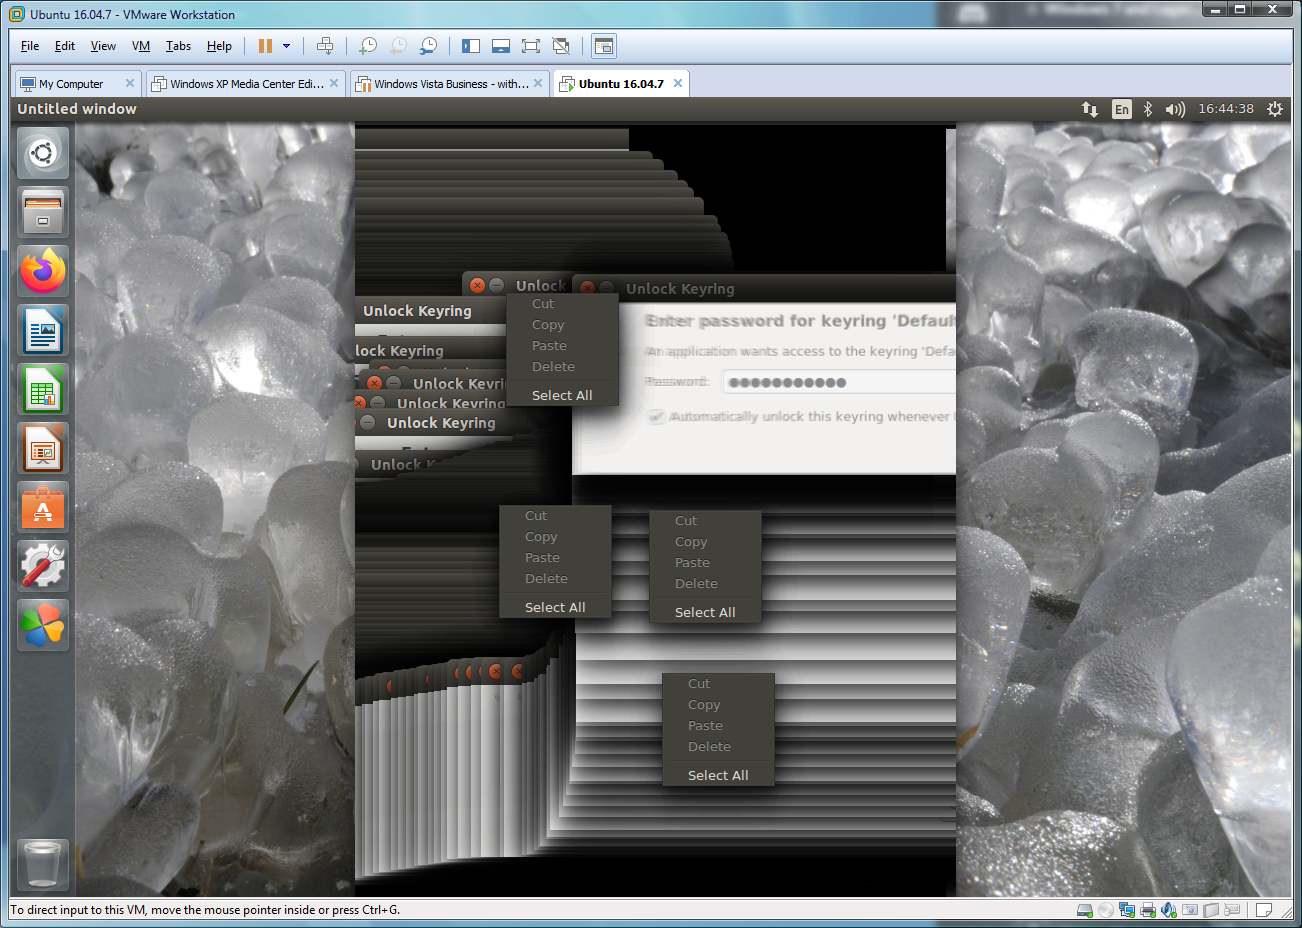 Ubuntu 16.04.7 - VMware Workstation
File Edit View VM Tabs Help
My Computer
Windows XP Media Center Edi...
Windows Vista Business - with...
Ubuntu 16.04.7
Untitled window
En
16:44:38
Unlock
Unlock Keyring
Unlock Keyring
lock Keyring
Unlock Keyrin
Unlock Keyring
Unlock Keyring
Unlock
Cut
Copy
Paste
Delete
Select All
Enter password for keyring 'Default
An application wants access to the keyring 'Defa
Password:
Automatically unlock this keyring whenever
Cut
Copy
Paste
Delete
Select All
Cut
Copy
Paste
Delete
Select All
Cut
Copy
Paste
Delete
Select All
To direct input to this VM, move the mouse pointer inside or press Ctrl+G.